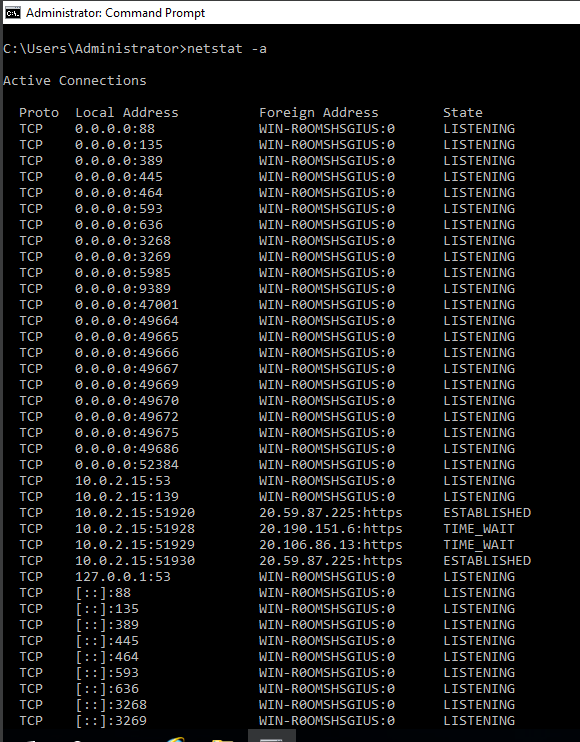 Administrator: Command Prompt
C:\Users\Administrator>netstat -a
Active Connections
Proto  Local Address          Foreign Address        State
TCP    0.0.0.0:88             WIN-R0OMSHSGIUS:0      LISTENING
TCP    0.0.0.0:135            WIN-R0OMSHSGIUS:0      LISTENING
TCP    0.0.0.0:389            WIN-R0OMSHSGIUS:0      LISTENING
TCP    0.0.0.0:445            WIN-R0OMSHSGIUS:0      LISTENING
TCP    0.0.0.0:464            WIN-R0OMSHSGIUS:0      LISTENING
TCP    0.0.0.0:593            WIN-R0OMSHSGIUS:0      LISTENING
TCP    0.0.0.0:636            WIN-R0OMSHSGIUS:0      LISTENING
TCP    0.0.0.0:3268           WIN-R0OMSHSGIUS:0      LISTENING
TCP    0.0.0.0:3269           WIN-R0OMSHSGIUS:0      LISTENING
TCP    0.0.0.0:5985           WIN-R0OMSHSGIUS:0      LISTENING
TCP    0.0.0.0:9389           WIN-R0OMSHSGIUS:0      LISTENING
TCP    0.0.0.0:47001          WIN-R0OMSHSGIUS:0      LISTENING
TCP    0.0.0.0:49664          WIN-R0OMSHSGIUS:0      LISTENING
TCP    0.0.0.0:49665          WIN-R0OMSHSGIUS:0      LISTENING
TCP    0.0.0.0:49666          WIN-R0OMSHSGIUS:0      LISTENING
TCP    0.0.0.0:49667          WIN-R0OMSHSGIUS:0      LISTENING
TCP    0.0.0.0:49669          WIN-R0OMSHSGIUS:0      LISTENING
TCP    0.0.0.0:49670          WIN-R0OMSHSGIUS:0      LISTENING
TCP    0.0.0.0:49672          WIN-R0OMSHSGIUS:0      LISTENING
TCP    0.0.0.0:49675          WIN-R0OMSHSGIUS:0      LISTENING
TCP    0.0.0.0:49686          WIN-R0OMSHSGIUS:0      LISTENING
TCP    0.0.0.0:52384          WIN-R0OMSHSGIUS:0      LISTENING
TCP    10.0.2.15:53           WIN-R0OMSHSGIUS:0      LISTENING
TCP    10.0.2.15:139          WIN-R0OMSHSGIUS:0      LISTENING
TCP    10.0.2.15:51920        20.59.87.225:https     ESTABLISHED
TCP    10.0.2.15:51928        20.190.151.6:https     TIME_WAIT
TCP    10.0.2.15:51929        20.106.86.13:https     TIME_WAIT
TCP    10.0.2.15:51930        20.59.87.225:https     ESTABLISHED
TCP    127.0.0.1:53           WIN-R0OMSHSGIUS:0      LISTENING
TCP    [::]:88                WIN-R0OMSHSGIUS:0      LISTENING
TCP    [::]:135               WIN-R0OMSHSGIUS:0      LISTENING
TCP    [::]:389               WIN-R0OMSHSGIUS:0      LISTENING
TCP    [::]:445               WIN-R0OMSHSGIUS:0      LISTENING
TCP    [::]:464               WIN-R0OMSHSGIUS:0      LISTENING
TCP    [::]:593               WIN-R0OMSHSGIUS:0      LISTENING
TCP    [::]:636               WIN-R0OMSHSGIUS:0      LISTENING
TCP    [::]:3268              WIN-R0OMSHSGIUS:0      LISTENING
TCP    [::]:3269              WIN-R0OMSHSGIUS:0      LISTENING